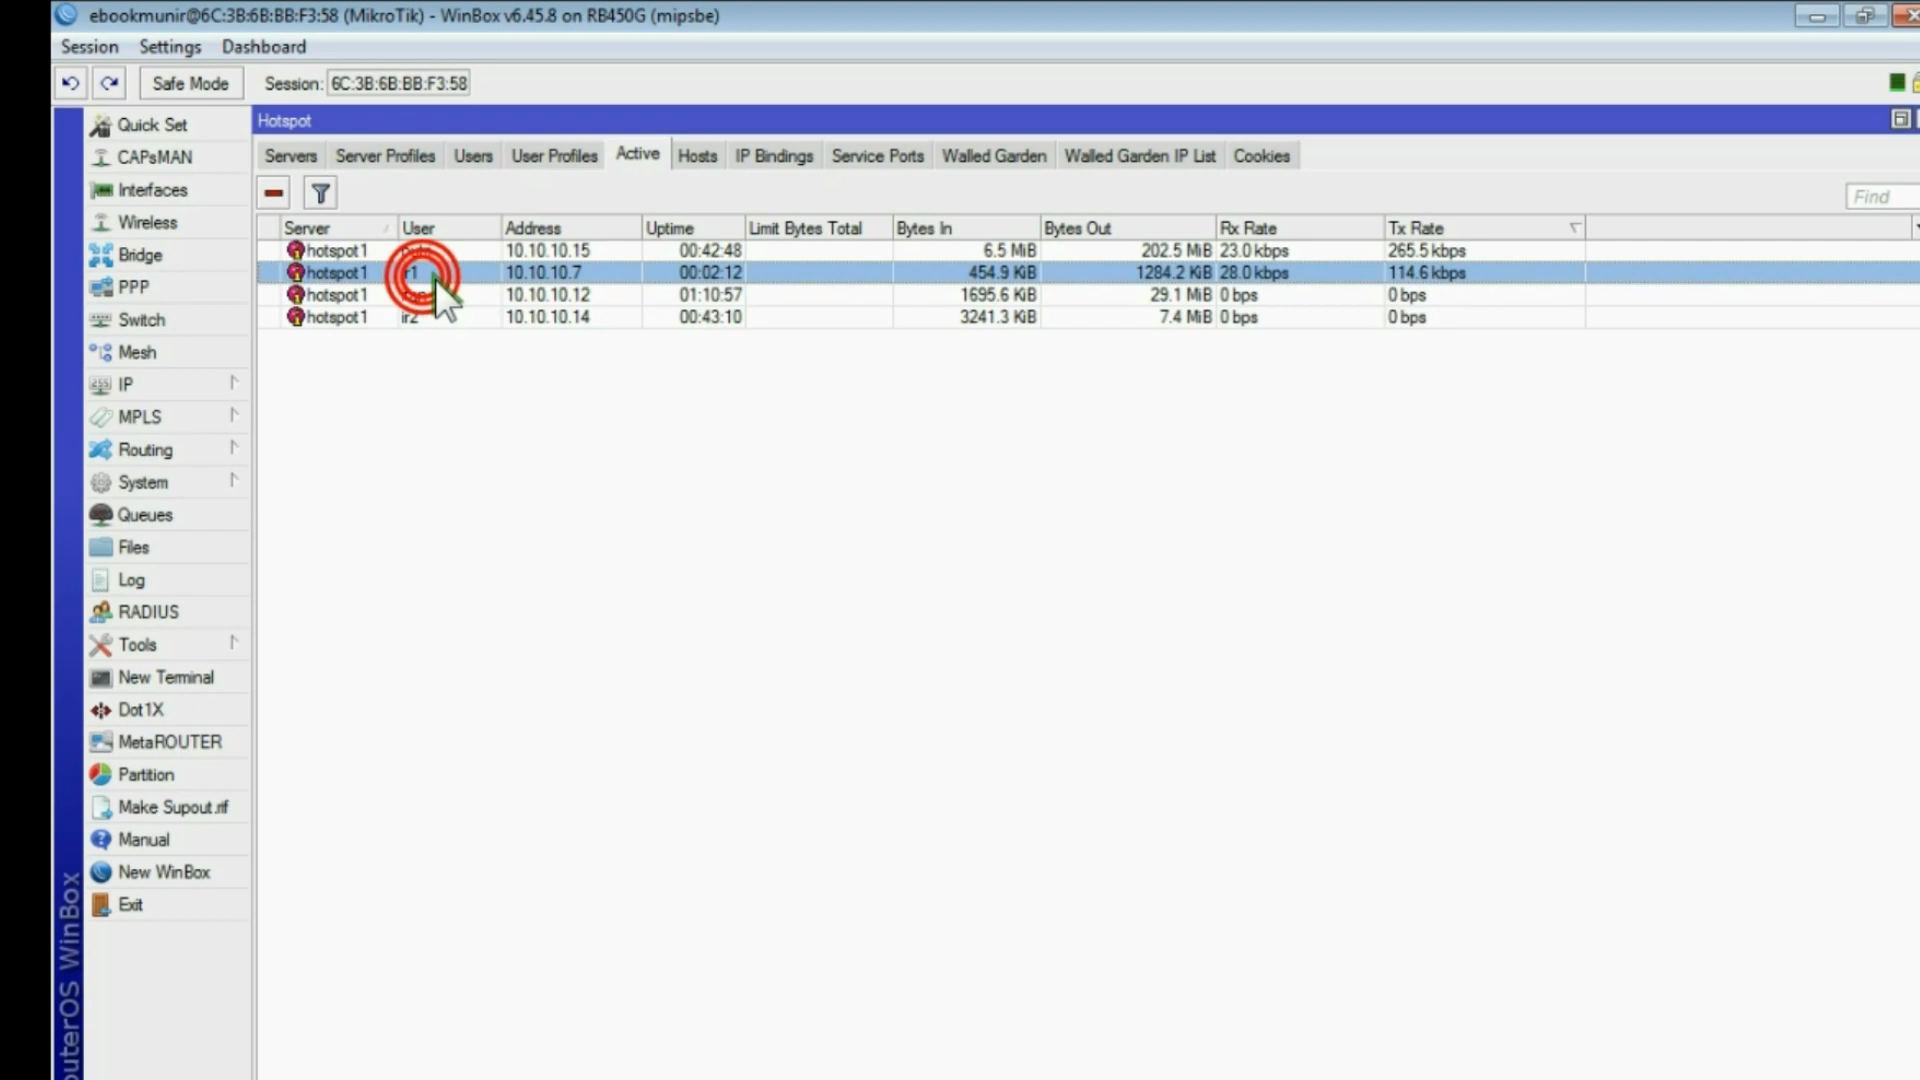 ebookmunir@6C:3B:6B:BB:F3:58 (MikroTik) - WinBox v6.45.8 on RB450G (mipsbe)
Session Settings Dashboard
Safe Mode Session: 6C:3B:6B:BB:F3:58
Quick Set
CAPsMAN
Interfaces
Wireless
Bridge
PPP
Switch
Mesh
IP
MPLS
Routing
System
Queues
Files
Log
RADIUS
Tools
New Terminal
Dot1X
MetaROUTER
Partition
Make Supout.rif
Manual
New WinBox
Exit
outerOS WinBox
Hotspot
Servers Server Profiles Users User Profiles Active Hosts IP Bindings Service Ports Walled Garden Walled Garden IP List Cookies
Find
Server User Address Uptime Limit Bytes Total Bytes In Bytes Out Rx Rate Tx Rate
hotspot1 10.10.10.15 00:42:48 6.5 MiB 202.5 MiB 23.0 kbps 265.5 kbps
hotspot1 10.10.10.7 00:02:12 454.9 KiB 1284.2 KiB 28.0 kbps 114.6 kbps
hotspot1 10.10.10.12 01:10:57 1695.6 KiB 29.1 MiB 0 bps 0 bps
hotspot1 ir2 10.10.10.14 00:43:10 3241.3 KiB 7.4 MiB 0 bps 0 bps